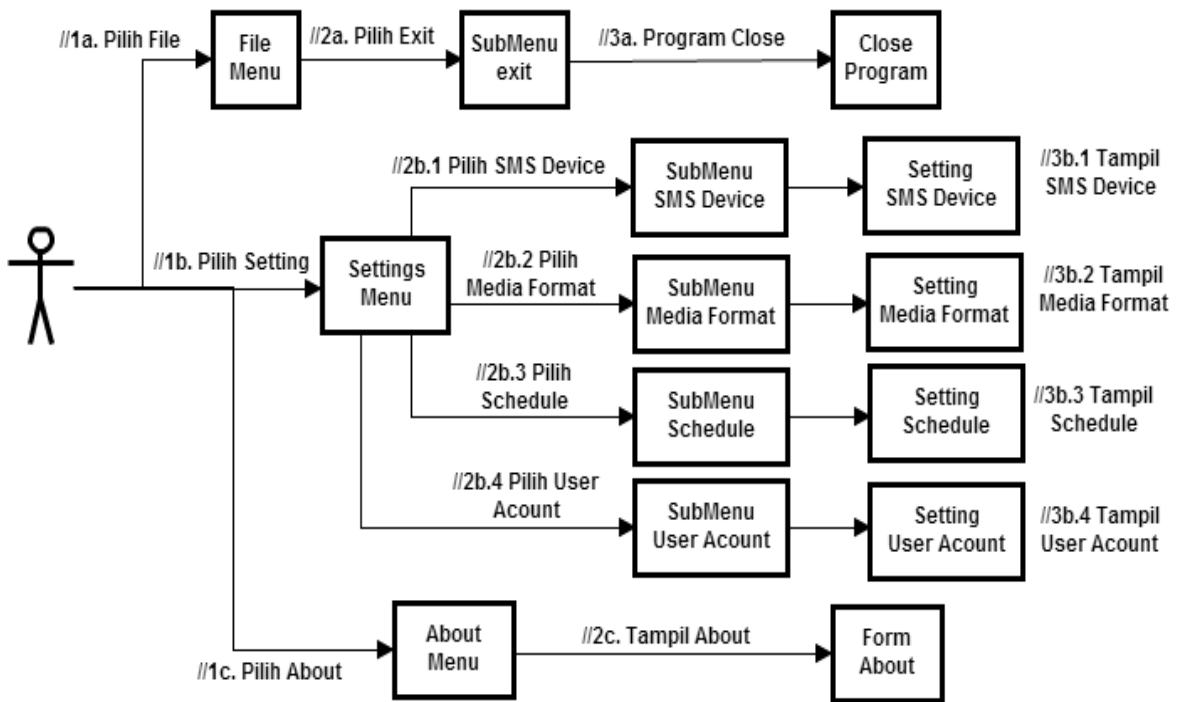 //1a. Pilih File
File
Menu
//2a. Pilih Exit
SubMenu
exit
//3a. Program Close
Close
Program
//2b.1 Pilih SMS Device
SubMenu
SMS Device
Setting
SMS Device
//3b.1 Tampil
SMS Device
//1b. Pilih Setting
Settings
Menu
//2b.2 Pilih
Media Format
SubMenu
Media Format
Setting
Media Format
//3b.2 Tampil
Media Format
//2b.3 Pilih
Schedule
SubMenu
Schedule
Setting
Schedule
//3b.3 Tampil
Schedule
//2b.4 Pilih User
Acount
SubMenu
User Acount
Setting
User Acount
//3b.4 Tampil
User Acount
//1c. Pilih About
About
Menu
//2c. Tampil About
Form
About